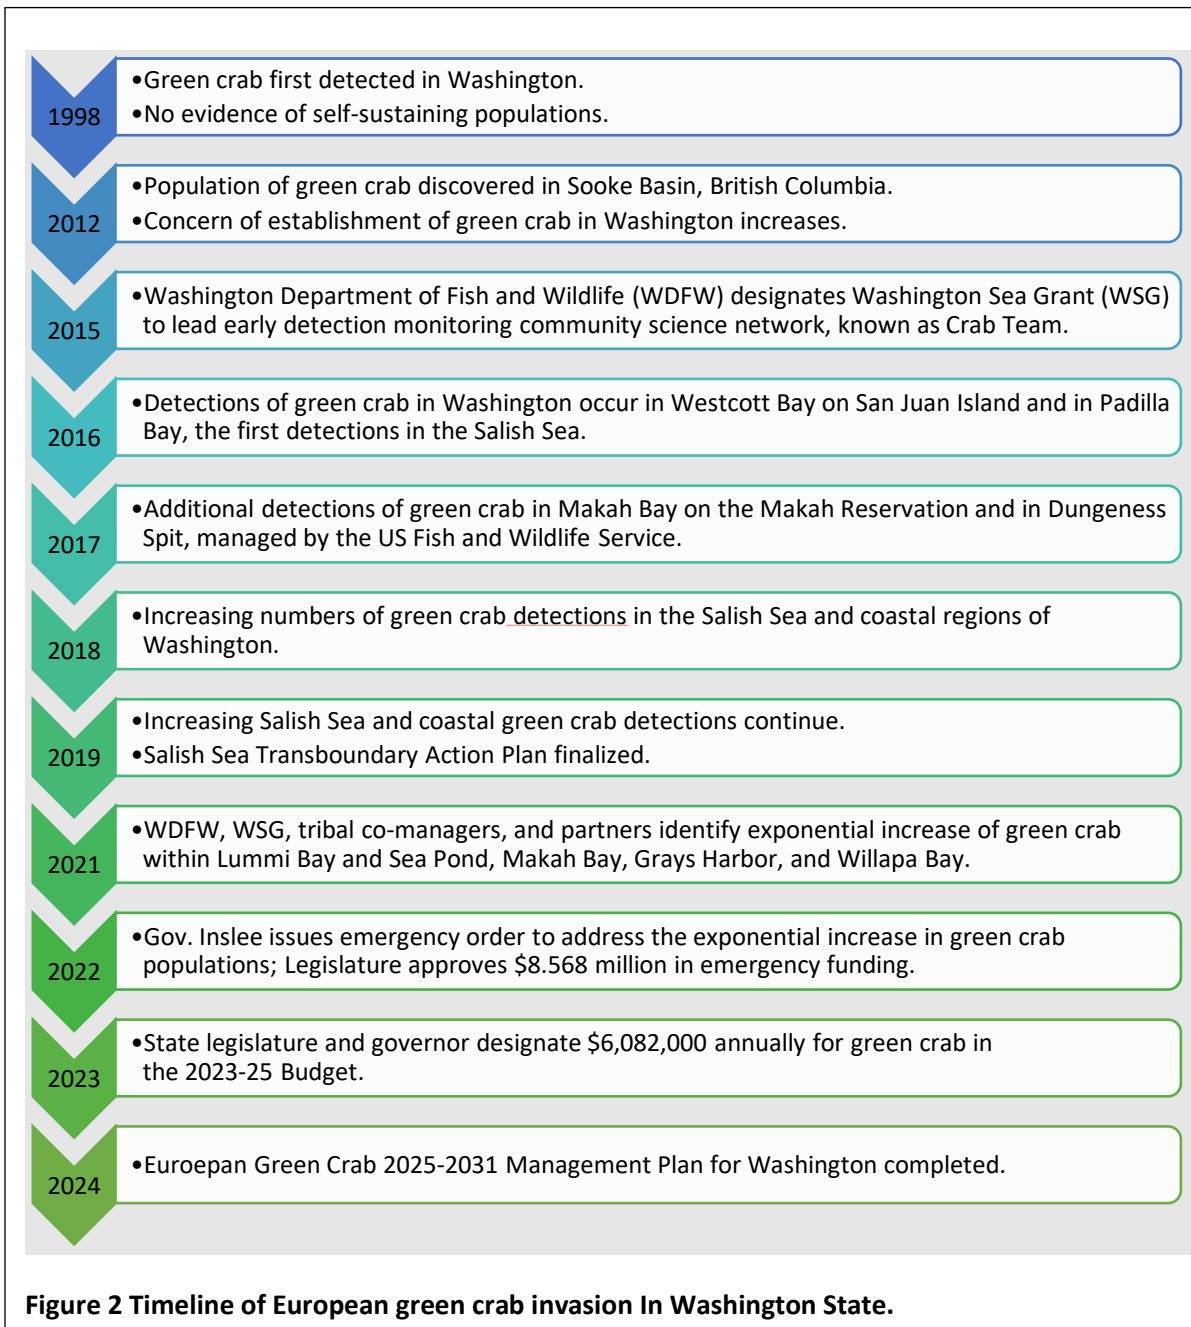 1998
•Green crab first detected in Washington.
•No evidence of self-sustaining populations.
2012
•Population of green crab discovered in Sooke Basin, British Columbia.
•Concern of establishment of green crab in Washington increases.
2015
•Washington Department of Fish and Wildlife (WDFW) designates Washington Sea Grant (WSG)
to lead early detection monitoring community science network, known as Crab Team.
2016
•Detections of green crab in Washington occur in Westcott Bay on San Juan Island and in Padilla
Bay, the first detections in the Salish Sea.
2017
•Additional detections of green crab in Makah Bay on the Makah Reservation and in Dungeness
Spit, managed by the US Fish and Wildlife Service.
2018
•Increasing numbers of green crab detections in the Salish Sea and coastal regions of
Washington.
2019
•Increasing Salish Sea and coastal green crab detections continue.
•Salish Sea Transboundary Action Plan finalized.
2021
•WDFW, WSG, tribal co-managers, and partners identify exponential increase of green crab
within Lummi Bay and Sea Pond, Makah Bay, Grays Harbor, and Willapa Bay.
2022
•Gov. Inslee issues emergency order to address the exponential increase in green crab
populations; Legislature approves $8.568 million in emergency funding.
2023
•State legislature and governor designate $6,082,000 annually for green crab in
the 2023-25 Budget.
2024
•Euroepan Green Crab 2025-2031 Management Plan for Washington completed.
Figure 2 Timeline of European green crab invasion In Washington State.